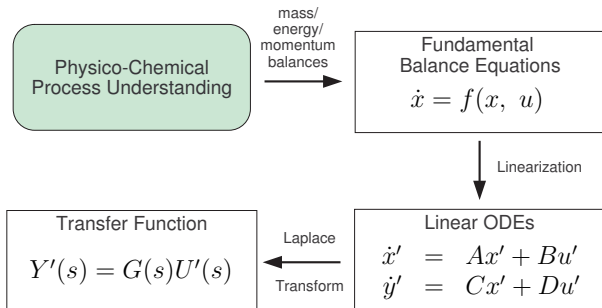 Physico-Chemical
Process Understanding
mass/
energy/
momentum
balances
Fundamental
Balance Equations
ẋ = f(x, u)
Linearization
Linear ODEs
ẋ′ = Ax′ + Bu′
ẏ′ = Cx′ + Du′
Laplace
Transform
Transfer Function
Y′(s) = G(s)U′(s)